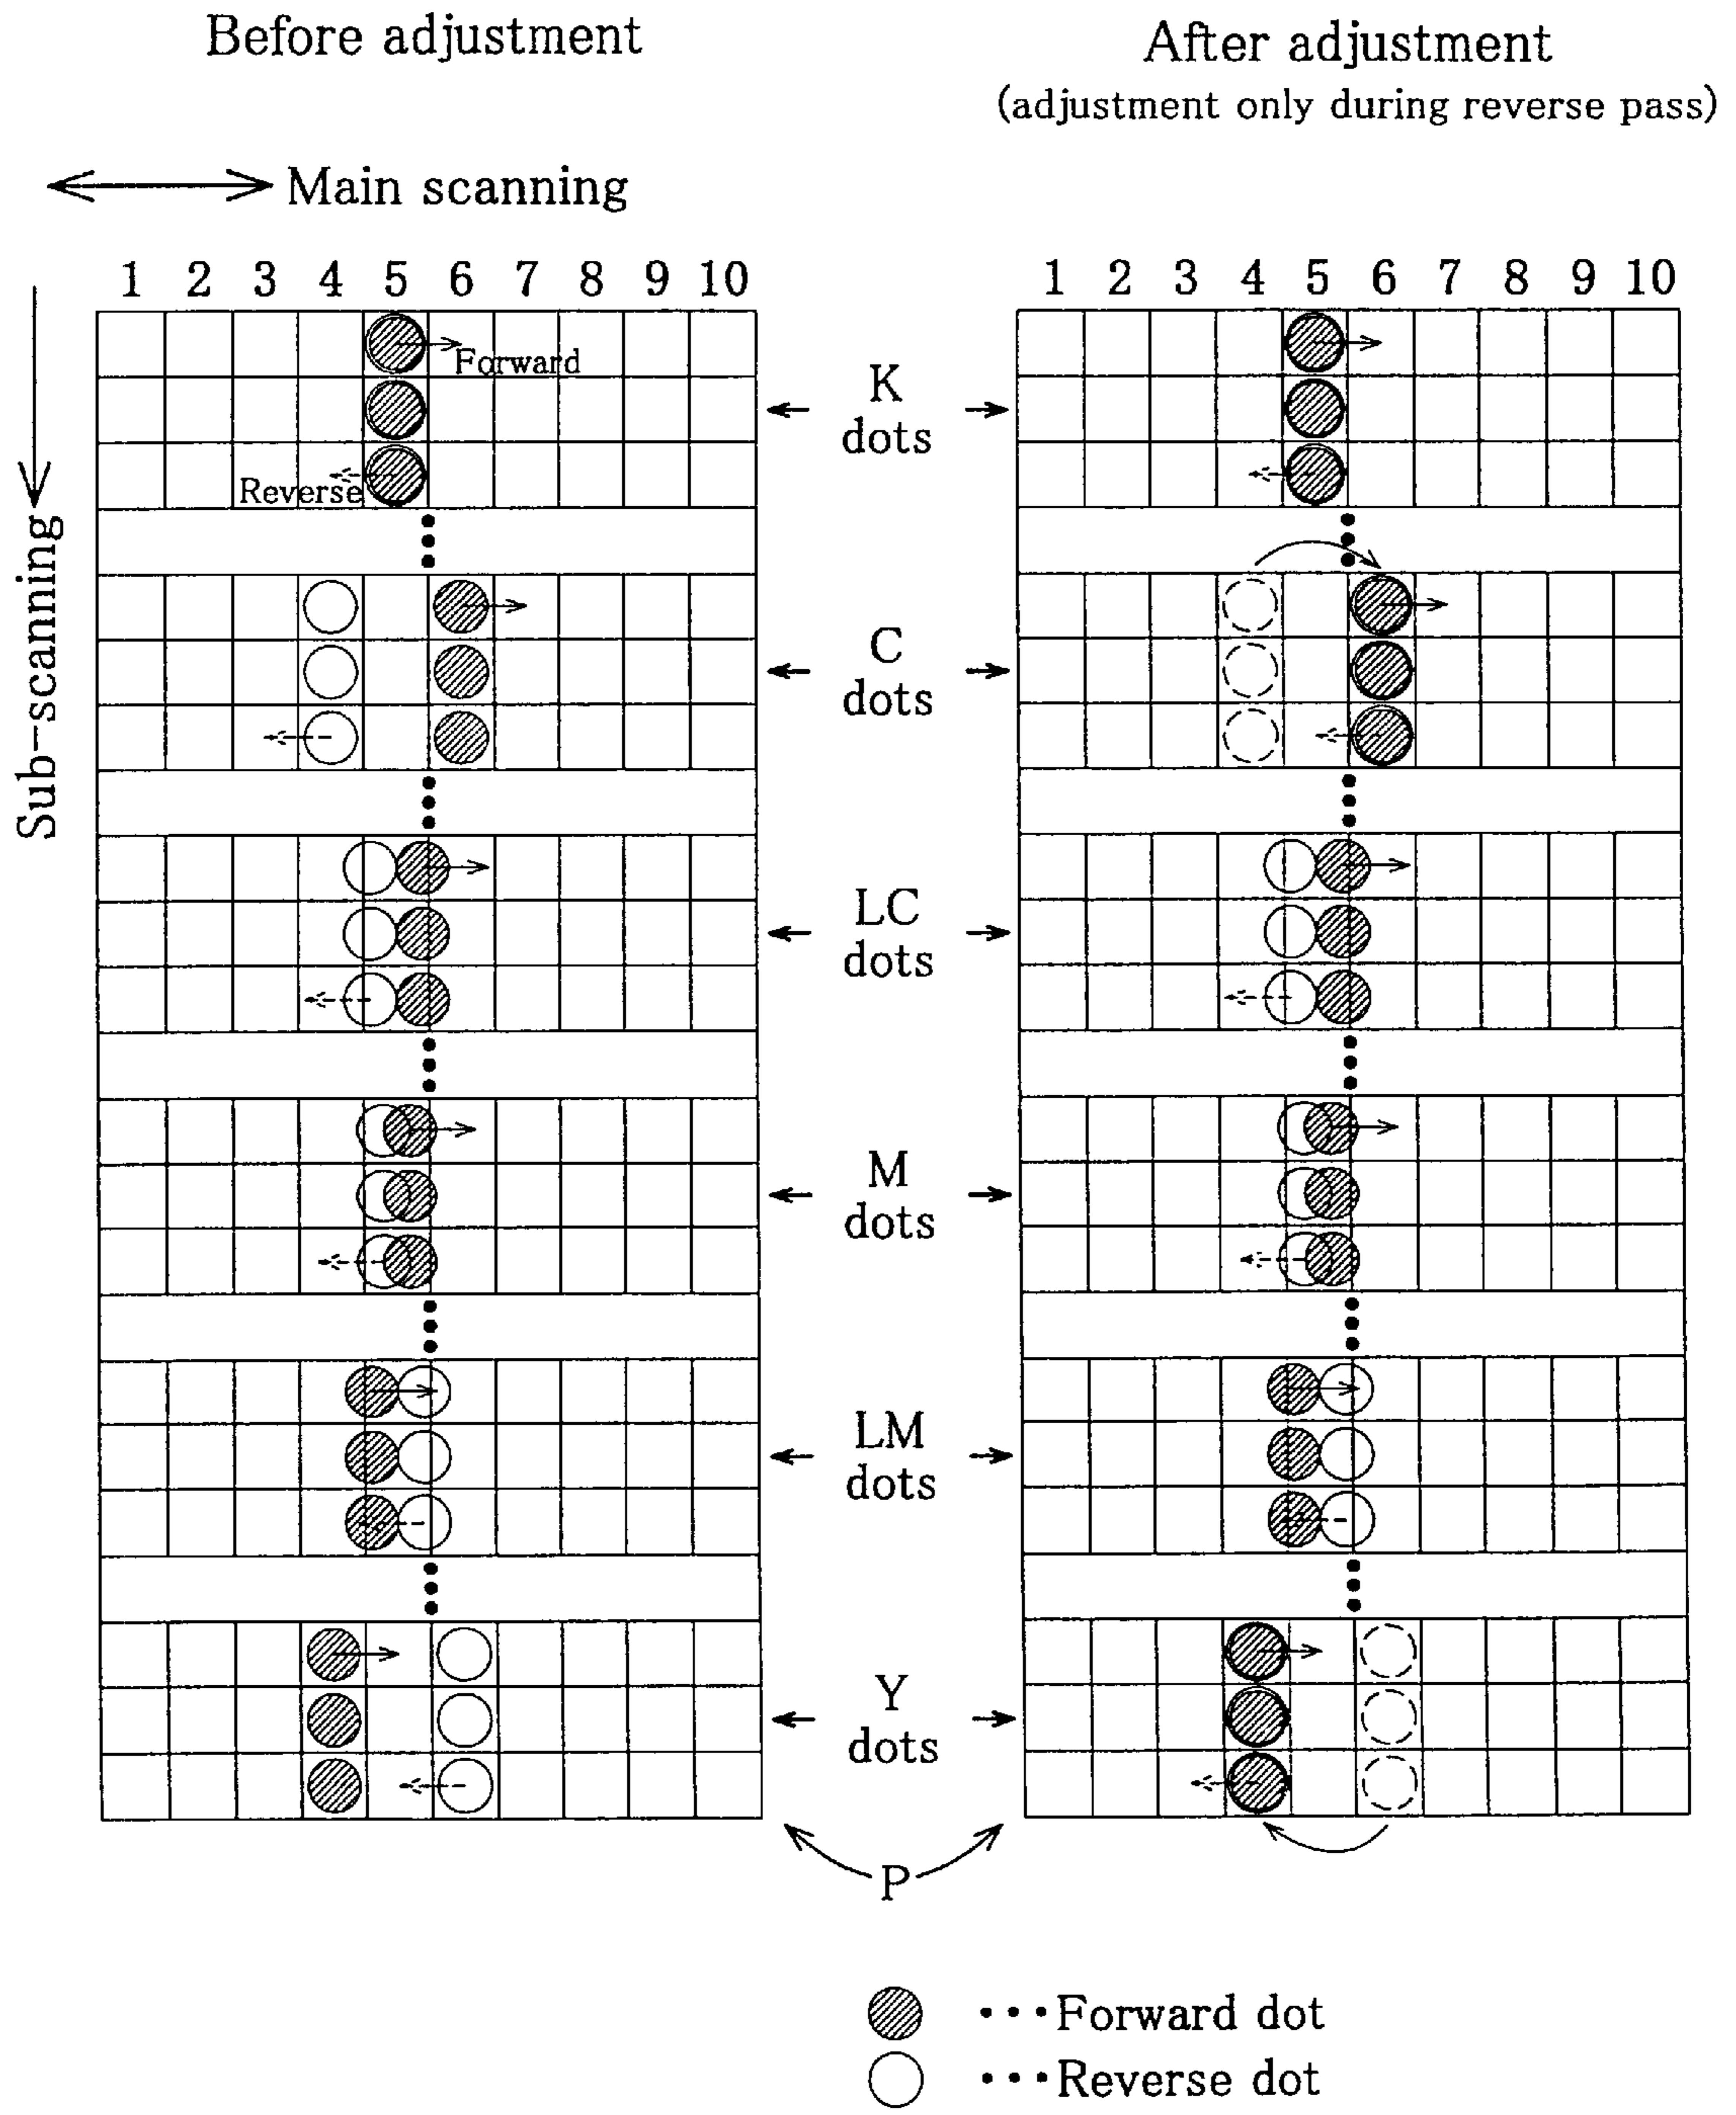 Before adjustment
After adjustment
(adjustment only during reverse pass)
Main scanning
Sub-scanning
1 2 3 4 5 6 7 8 9 10
1 2 3 4 5 6 7 8 9 10
Forward
Reverse
K
dots
C
dots
LC
dots
M
dots
LM
dots
Y
dots
P
•••Forward dot
•••Reverse dot